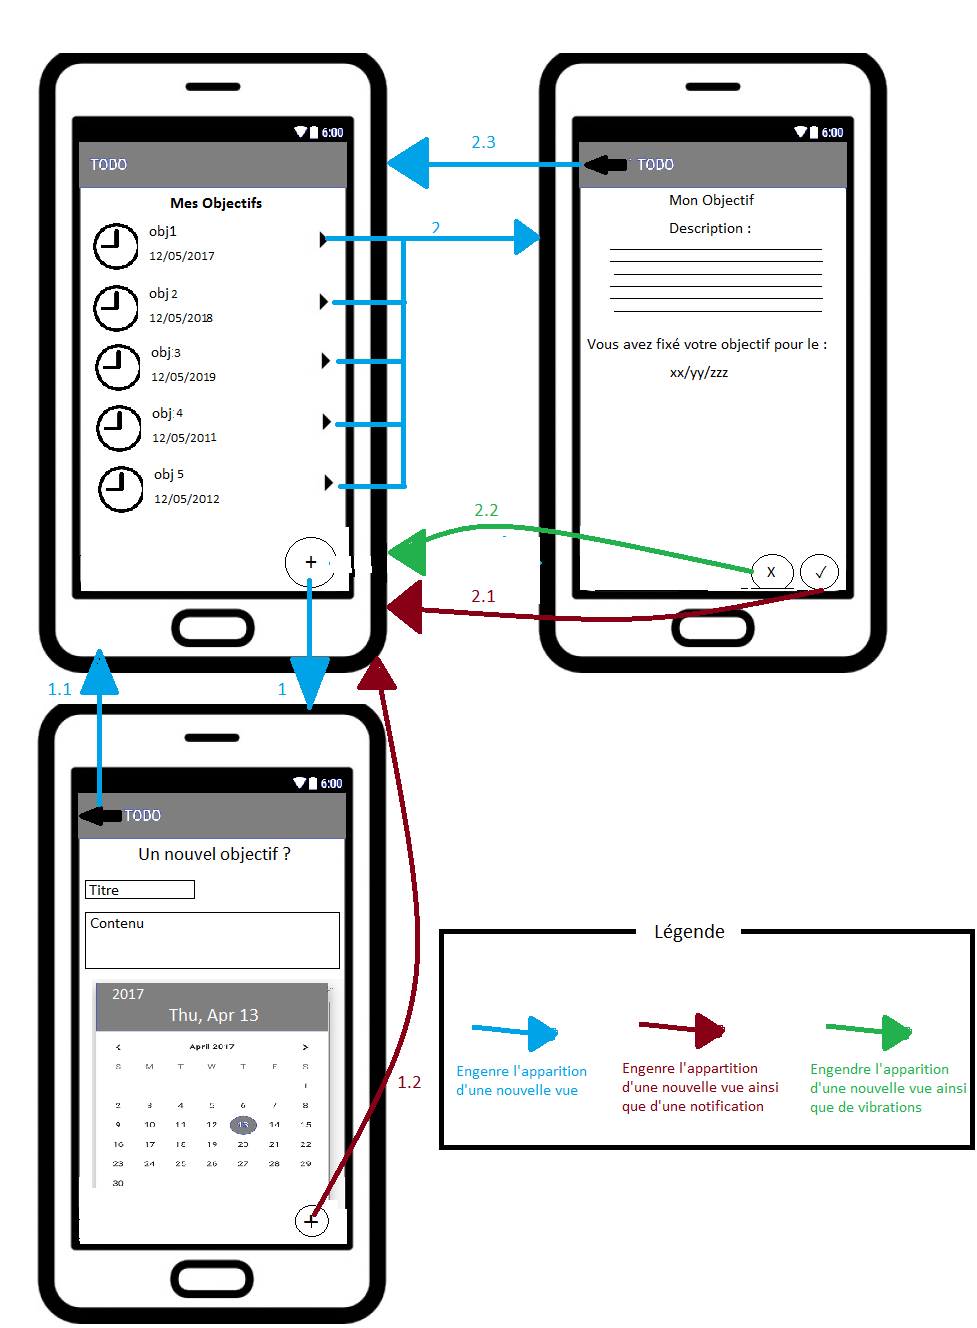 6:00
TODO
Mes Objectifs
obj1
12/05/2017
obj 2
12/05/2018
obj 3
12/05/2019
obj 4
12/05/2011
obj 5
12/05/2012
+
2.3
2
2.2
2.1
6:00
TODO
Mon Objectif
Description :
Vous avez fixé votre objectif pour le :
xx/yy/zzz
X ✓
1.1
1
6:00
TODO
Un nouvel objectif ?
Titre
Contenu
2017
Thu, Apr 13
< April 2017 >
S M T W T F S
1
2 3 4 5 6 7 8
9 10 11 12 13 14 15
16 17 18 19 20 21 22
23 24 25 26 27 28 29
30
+
1.2
Légende
Engenre l'apparition
d'une nouvelle vue
Engenre l'appartition
d'une nouvelle vue ainsi
que d'une notification
Engendre l'apparition
d'une nouvelle vue ainsi
que de vibrations